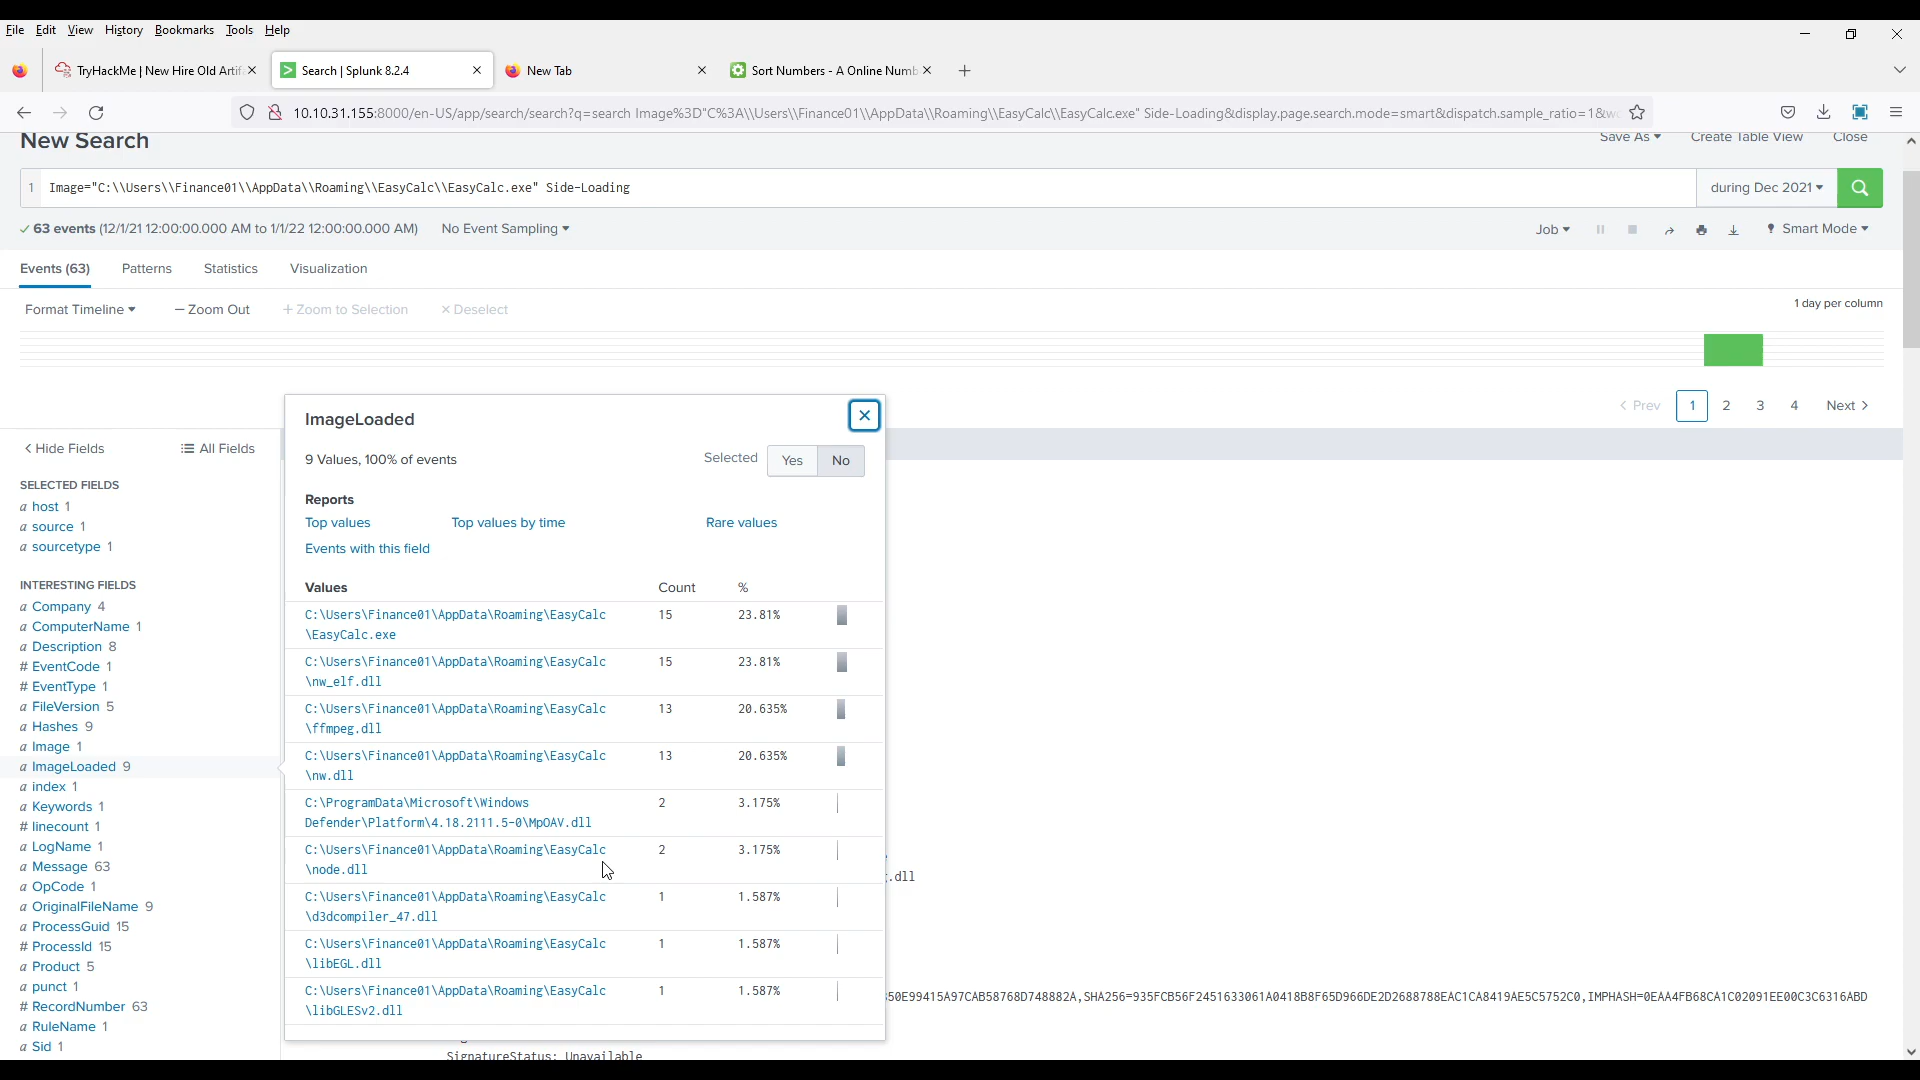 File Edit View History Bookmarks Tools Help
TryHackMe | New Hire Old Artif
Search | Splunk 8.2.4
New Tab
Sort Numbers - A Online Numb
10.10.31.155:8000/en-US/app/search/search?q=search Image%3D"C%3A\\Users\\Finance01\\AppData\\Roaming\\EasyCalc\\EasyCalc.exe" Side-Loading&display.page.search.mode=smart&dispatch.sample_ratio=1&
New Search
Save As Create Table View Close
1 Image="C:\\Users\\Finance01\\AppData\\Roaming\\EasyCalc\\EasyCalc.exe" Side-Loading
during Dec 2021
✓ 63 events (12/1/21 12:00:00.000 AM to 1/1/22 12:00:00.000 AM) No Event Sampling
Job Smart Mode
Events (63) Patterns Statistics Visualization
Format Timeline — Zoom Out + Zoom to Selection × Deselect
1 day per column
< Prev 1 2 3 4 Next >
< Hide Fields All Fields
SELECTED FIELDS
a host 1
a source 1
a sourcetype 1
INTERESTING FIELDS
a Company 4
a ComputerName 1
a Description 8
# EventCode 1
# EventType 1
a FileVersion 5
a Hashes 9
a Image 1
a ImageLoaded 9
a index 1
a Keywords 1
# linecount 1
a LogName 1
a Message 63
a OpCode 1
a OriginalFileName 9
a ProcessGuid 15
# ProcessId 15
a Product 5
a punct 1
# RecordNumber 63
a RuleName 1
a Sid 1
ImageLoaded
9 Values, 100% of events
Selected Yes No
Reports
Top values Top values by time Rare values
Events with this field
Values Count %
C:\Users\Finance01\AppData\Roaming\EasyCalc 15 23.81%
\EasyCalc.exe
C:\Users\Finance01\AppData\Roaming\EasyCalc 15 23.81%
\nw_elf.dll
C:\Users\Finance01\AppData\Roaming\EasyCalc 13 20.635%
\ffmpeg.dll
C:\Users\Finance01\AppData\Roaming\EasyCalc 13 20.635%
\nw.dll
C:\ProgramData\Microsoft\Windows 2 3.175%
Defender\Platform\4.18.2111.5-0\MpOAV.dll
C:\Users\Finance01\AppData\Roaming\EasyCalc 2 3.175%
\node.dll
C:\Users\Finance01\AppData\Roaming\EasyCalc 1 1.587%
\d3dcompiler_47.dll
C:\Users\Finance01\AppData\Roaming\EasyCalc 1 1.587%
\libEGL.dll
C:\Users\Finance01\AppData\Roaming\EasyCalc 1 1.587%
\libGLESv2.dll
.dll
50E99415A97CAB58768D748882A,SHA256=935FCB56F2451633061A0418B8F65D966DE2D2688788EAC1CA8419AE5C5752C0,IMPHASH=0EAA4FB68CA1C02091EE00C3C6316ABD
SignatureStatus: Unavailable